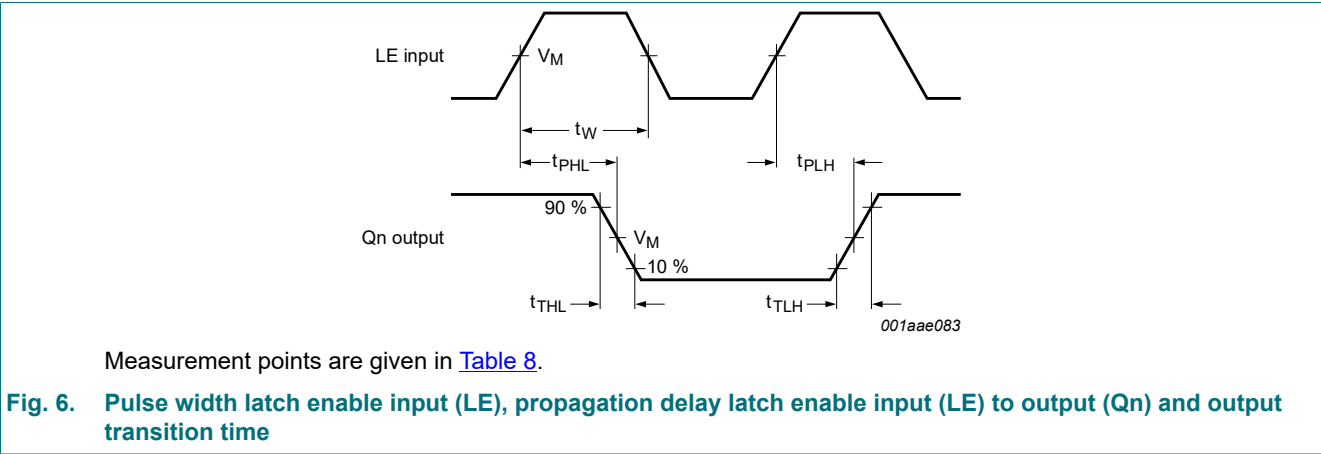 LE input
VM
tW
tPHL
tPLH
90 %
Qn output
VM
10 %
tTHL
tTLH
001aae083
Measurement points are given in Table 8.
Fig. 6. Pulse width latch enable input (LE), propagation delay latch enable input (LE) to output (Qn) and output
transition time